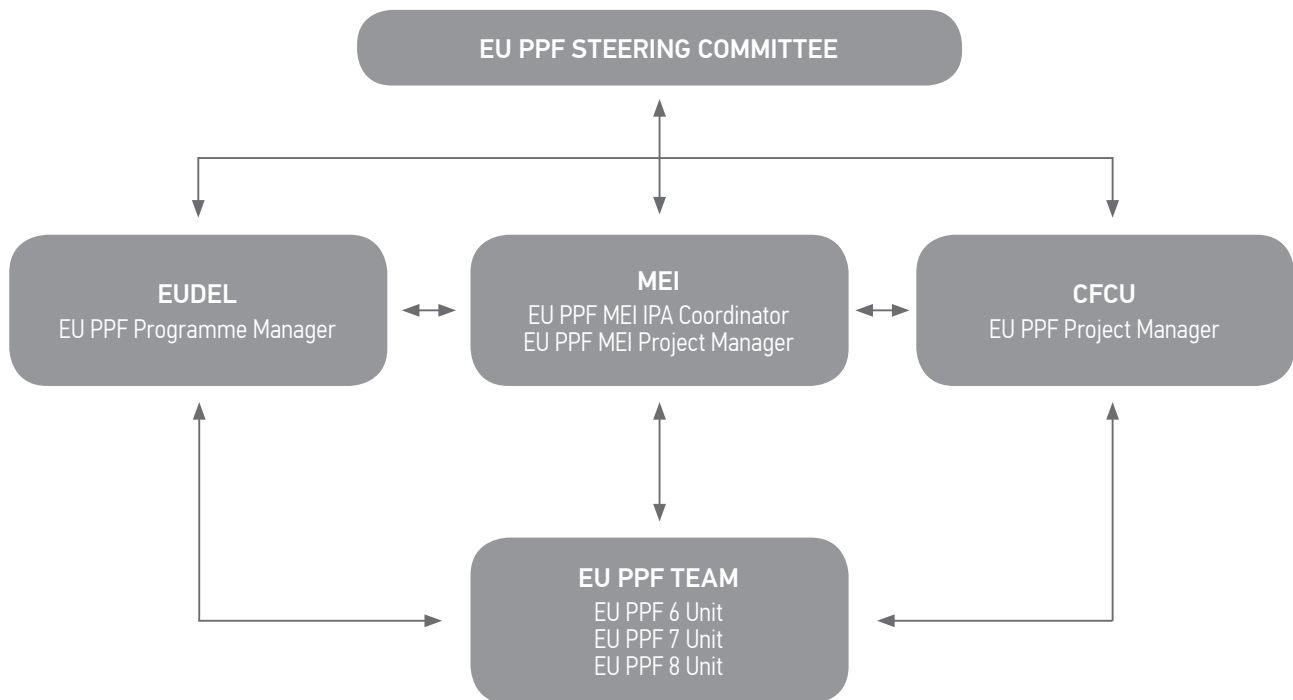 EU PPF STEERING COMMITTEE
EUDEL
EU PPF Programme Manager
MEI
EU PPF MEI IPA Coordinator
EU PPF MEI Project Manager
CFCU
EU PPF Project Manager
EU PPF TEAM
EU PPF 6 Unit
EU PPF 7 Unit
EU PPF 8 Unit